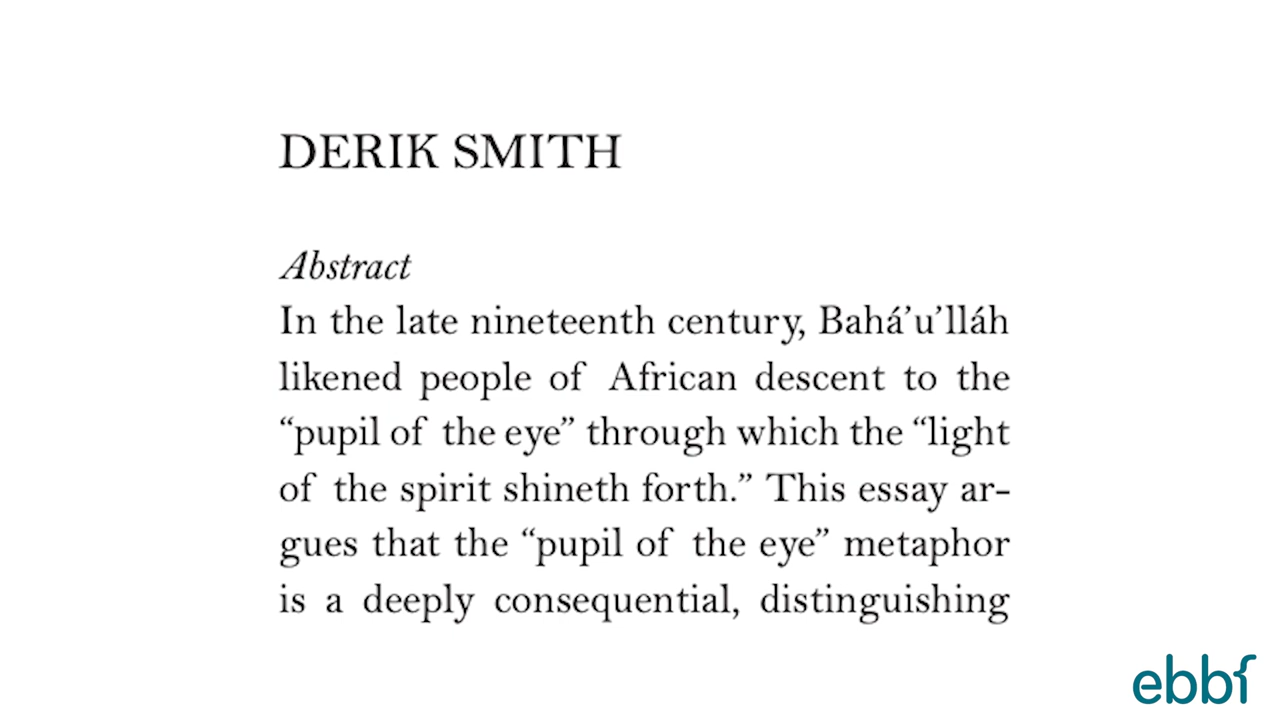 DERIK SMITH
Abstract
In the late nineteenth century, Bahá’u’lláh
likened people of African descent to the
“pupil of the eye” through which the “light
of the spirit shineth forth.” This essay ar-
gues that the “pupil of the eye” metaphor
is a deeply consequential, distinguishing
ebbf